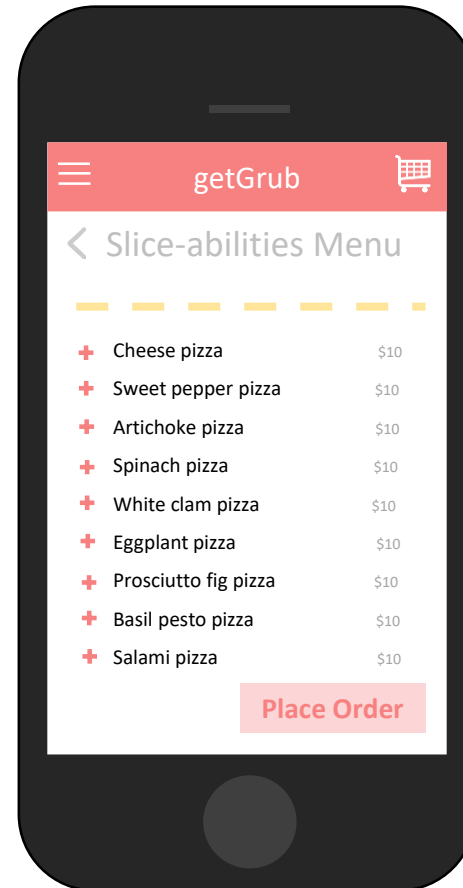 getGrub
Slice-abilities Menu
Cheese pizza $10
Sweet pepper pizza $10
Artichoke pizza $10
Spinach pizza $10
White clam pizza $10
Eggplant pizza $10
Prosciutto fig pizza $10
Basil pesto pizza $10
Salami pizza $10
Place Order